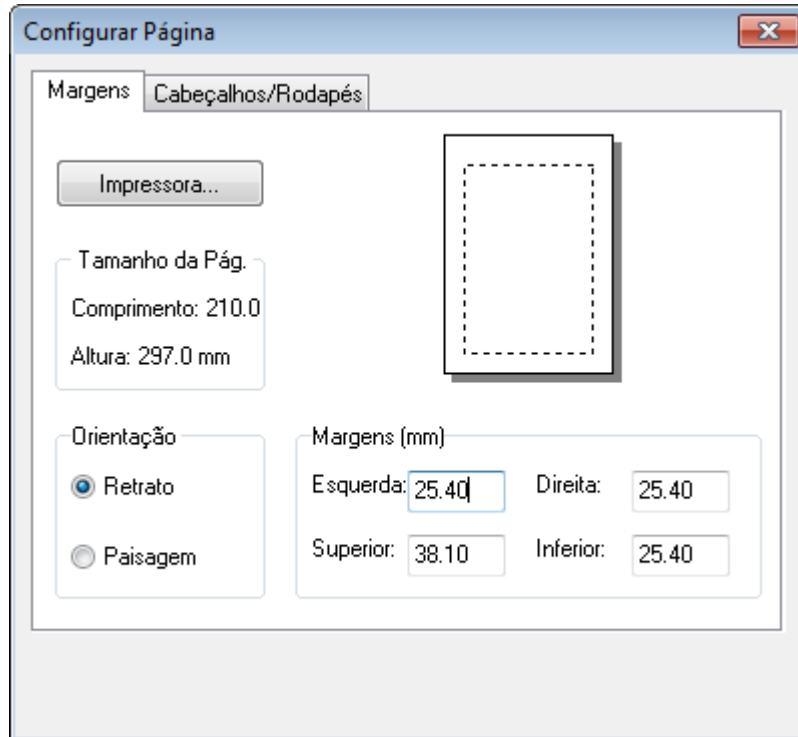 Configurar Página
Margens Cabeçalhos/Rodapés
Impressora...
Tamanho da Pág.
Comprimento: 210.0
Altura: 297.0 mm
Orientação
Retrato
Paisagem
Margens (mm)
Esquerda: 25.40 Direita: 25.40
Superior: 38.10 Inferior: 25.40